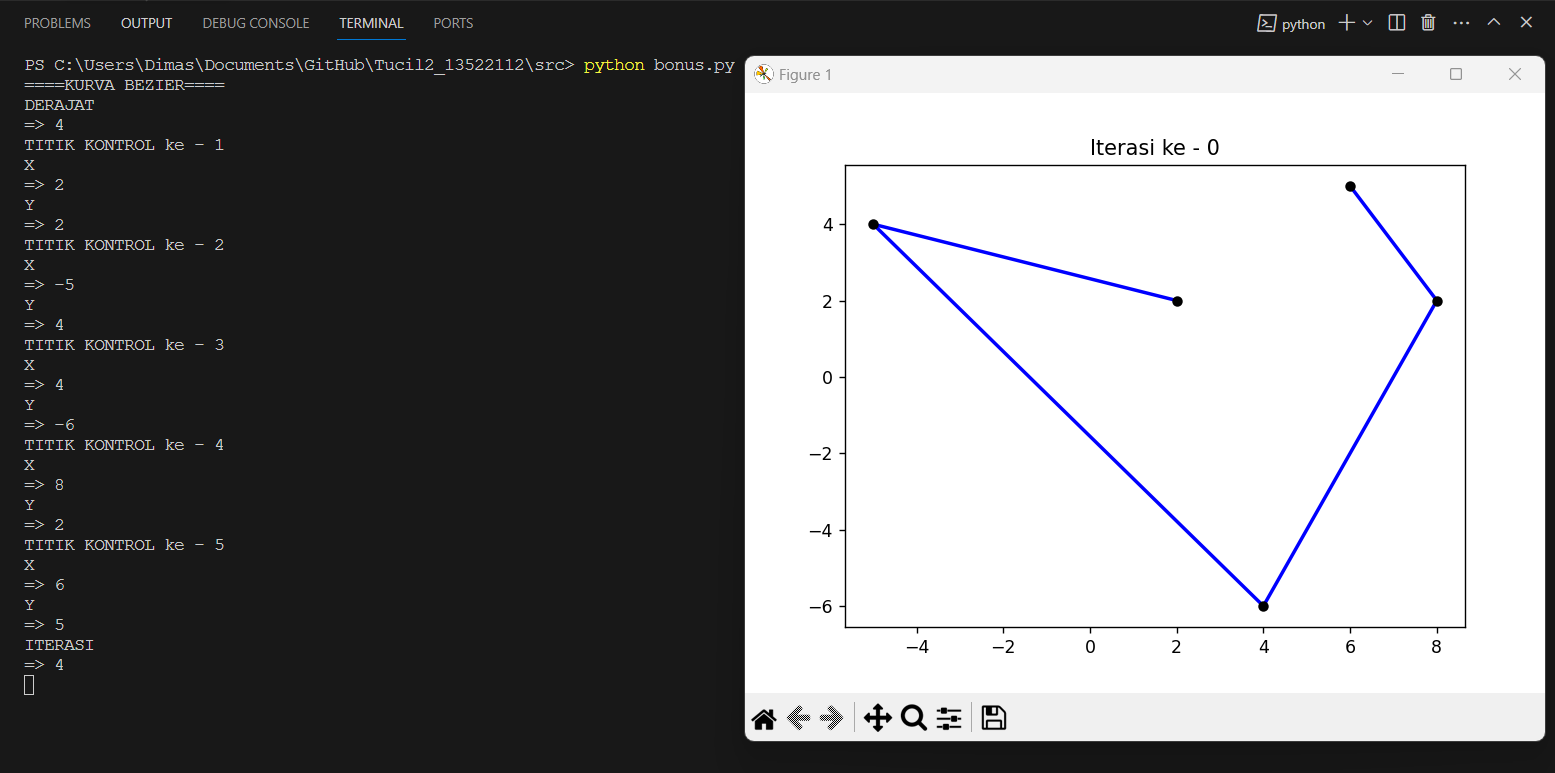 PROBLEMS OUTPUT DEBUG CONSOLE TERMINAL PORTS python
PS C:\Users\Dimas\Documents\GitHub\Tucil2_13522112\src> python bonus.py
====KURVA BEZIER====
DERAJAT
=> 4
TITIK KONTROL ke - 1
X
=> 2
Y
=> 2
TITIK KONTROL ke - 2
X
=> -5
Y
=> 4
TITIK KONTROL ke - 3
X
=> 4
Y
=> -6
TITIK KONTROL ke - 4
X
=> 8
Y
=> 2
TITIK KONTROL ke - 5
X
=> 6
Y
=> 5
ITERASI
=> 4
Figure 1
Iterasi ke - 0
4
2
0
−2
−4
−6
−4 −2 0 2 4 6 8